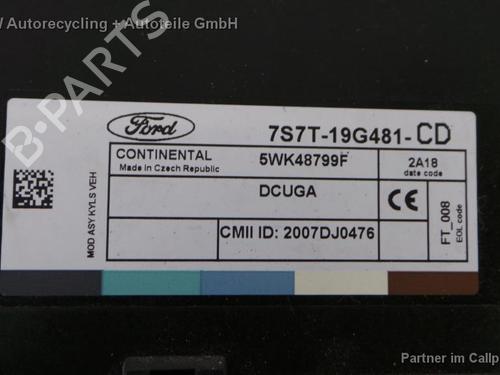 W Autorecycling + Autoteile GmbH
Ford
7S7T-19G481-CD
CONTINENTAL
Made in Czech Republic
5WK48799F
2A18
date code
DCUGA
CMII ID: 2007DJ0476
CE
FT_008
EOL code
MOD ASY KYLS VEH
Partner im Callp